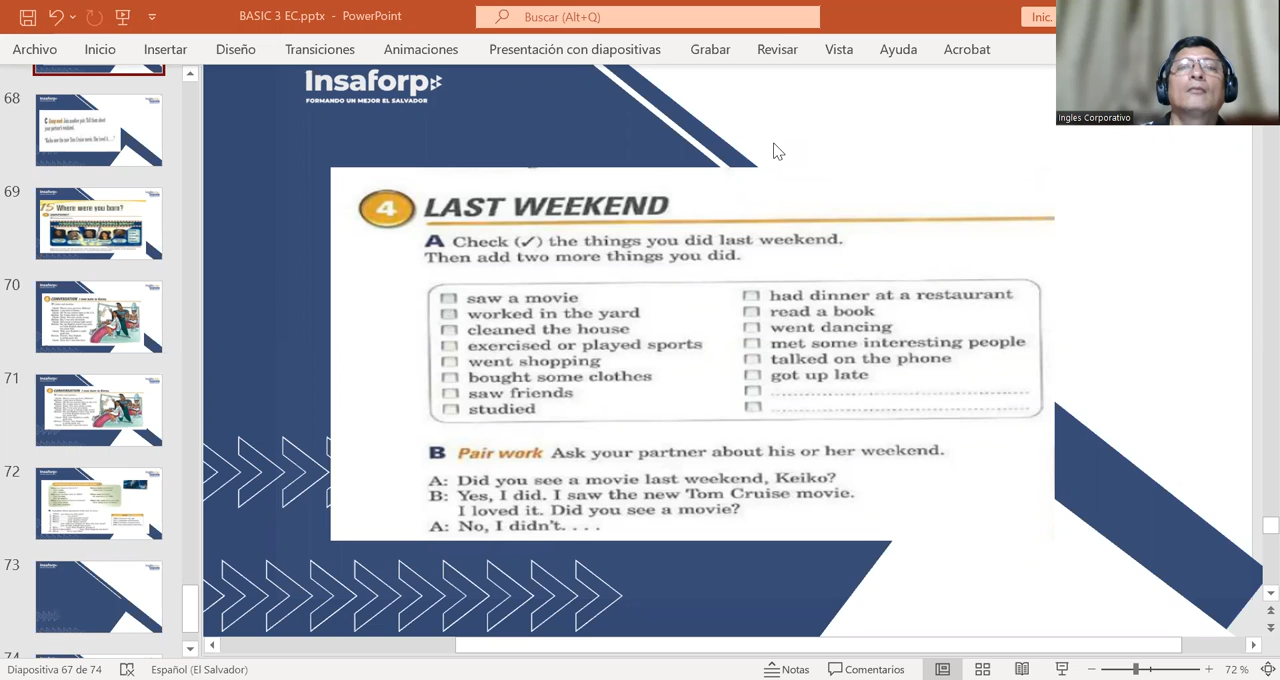 BASIC 3 EC.pptx - PowerPoint
Buscar (Alt+Q)
Inic.
Archivo Inicio Insertar Diseño Transiciones Animaciones Presentación con diapositivas Grabar Revisar Vista Ayuda Acrobat
Ingles Corporativo
68
69
Where were you born?
70
CONVERSATION
71
CONVERSATION
72
73
74
Insaforp
FORMANDO UN MEJOR EL SALVADOR
4 LAST WEEKEND
A Check (✓) the things you did last weekend.
Then add two more things you did.
saw a movie
worked in the yard
cleaned the house
exercised or played sports
went shopping
bought some clothes
saw friends
studied
had dinner at a restaurant
read a book
went dancing
met some interesting people
talked on the phone
got up late
B Pair work Ask your partner about his or her weekend.
A: Did you see a movie last weekend, Keiko?
B: Yes, I did. I saw the new Tom Cruise movie.
I loved it. Did you see a movie?
A: No, I didn't. . . .
Diapositiva 67 de 74 Español (El Salvador) Notas Comentarios 72 %